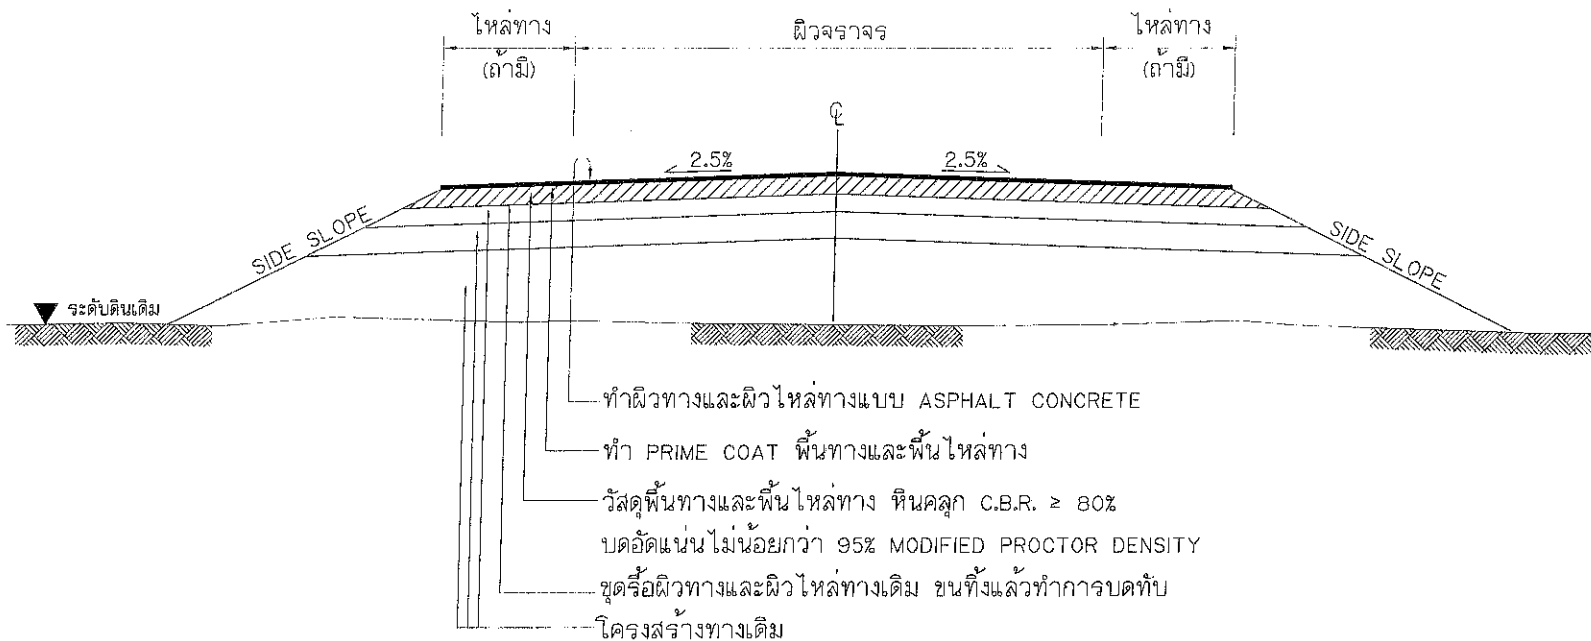 ไหล่ทาง ผิวจราจร ไหล่ทาง
(ถ้ามี) (ถ้ามี)
℄
2.5% 2.5%
SIDE SLOPE SIDE SLOPE
ระดับดินเดิม
ทำผิวทางและผิวไหล่ทางแบบ ASPHALT CONCRETE
ทำ PRIME COAT พื้นทางและพื้นไหล่ทาง
วัสดุพื้นทางและพื้นไหล่ทาง หินคลุก C.B.R. ≥ 80%
บดอัดแน่นไม่น้อยกว่า 95% MODIFIED PROCTOR DENSITY
ขุดรื้อผิวทางและผิวไหล่ทางเดิม ขนทิ้งแล้วทำการบดทับ
โครงสร้างทางเดิม